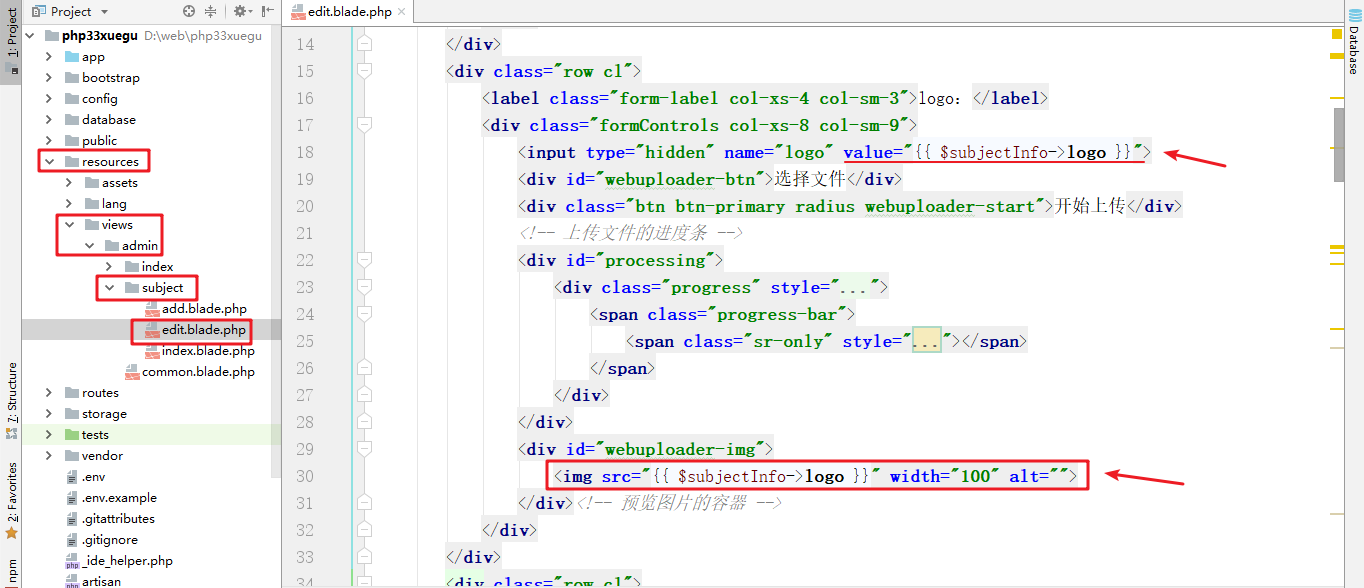 Project
edit.blade.php
1: Project
7: Structure
2: Favorites
npm
php33xuegu D:\web\php33xuegu
app
bootstrap
config
database
public
resources
assets
lang
views
admin
index
subject
add.blade.php
edit.blade.php
index.blade.php
common.blade.php
routes
storage
tests
vendor
.env
.env.example
.gitattributes
.gitignore
_ide_helper.php
artisan
14 </div>
15 <div class="row cl">
16 <label class="form-label col-xs-4 col-sm-3">logo：</label>
17 <div class="formControls col-xs-8 col-sm-9">
18 <input type="hidden" name="logo" value="{{ $subjectInfo->logo }}">
19 <div id="webuploader-btn">选择文件</div>
20 <div class="btn btn-primary radius webuploader-start">开始上传</div>
21 <!-- 上传文件的进度条 -->
22 <div id="processing">
23 <div class="progress" style="...">
24 <span class="progress-bar">
25 <span class="sr-only" style="..."></span>
26 </span>
27 </div>
28 </div>
29 <div id="webuploader-img">
30 <img src="{{ $subjectInfo->logo }}" width="100" alt="">
31 </div><!-- 预览图片的容器 -->
32 </div>
33 </div>
34 <div class="row cl">
Database